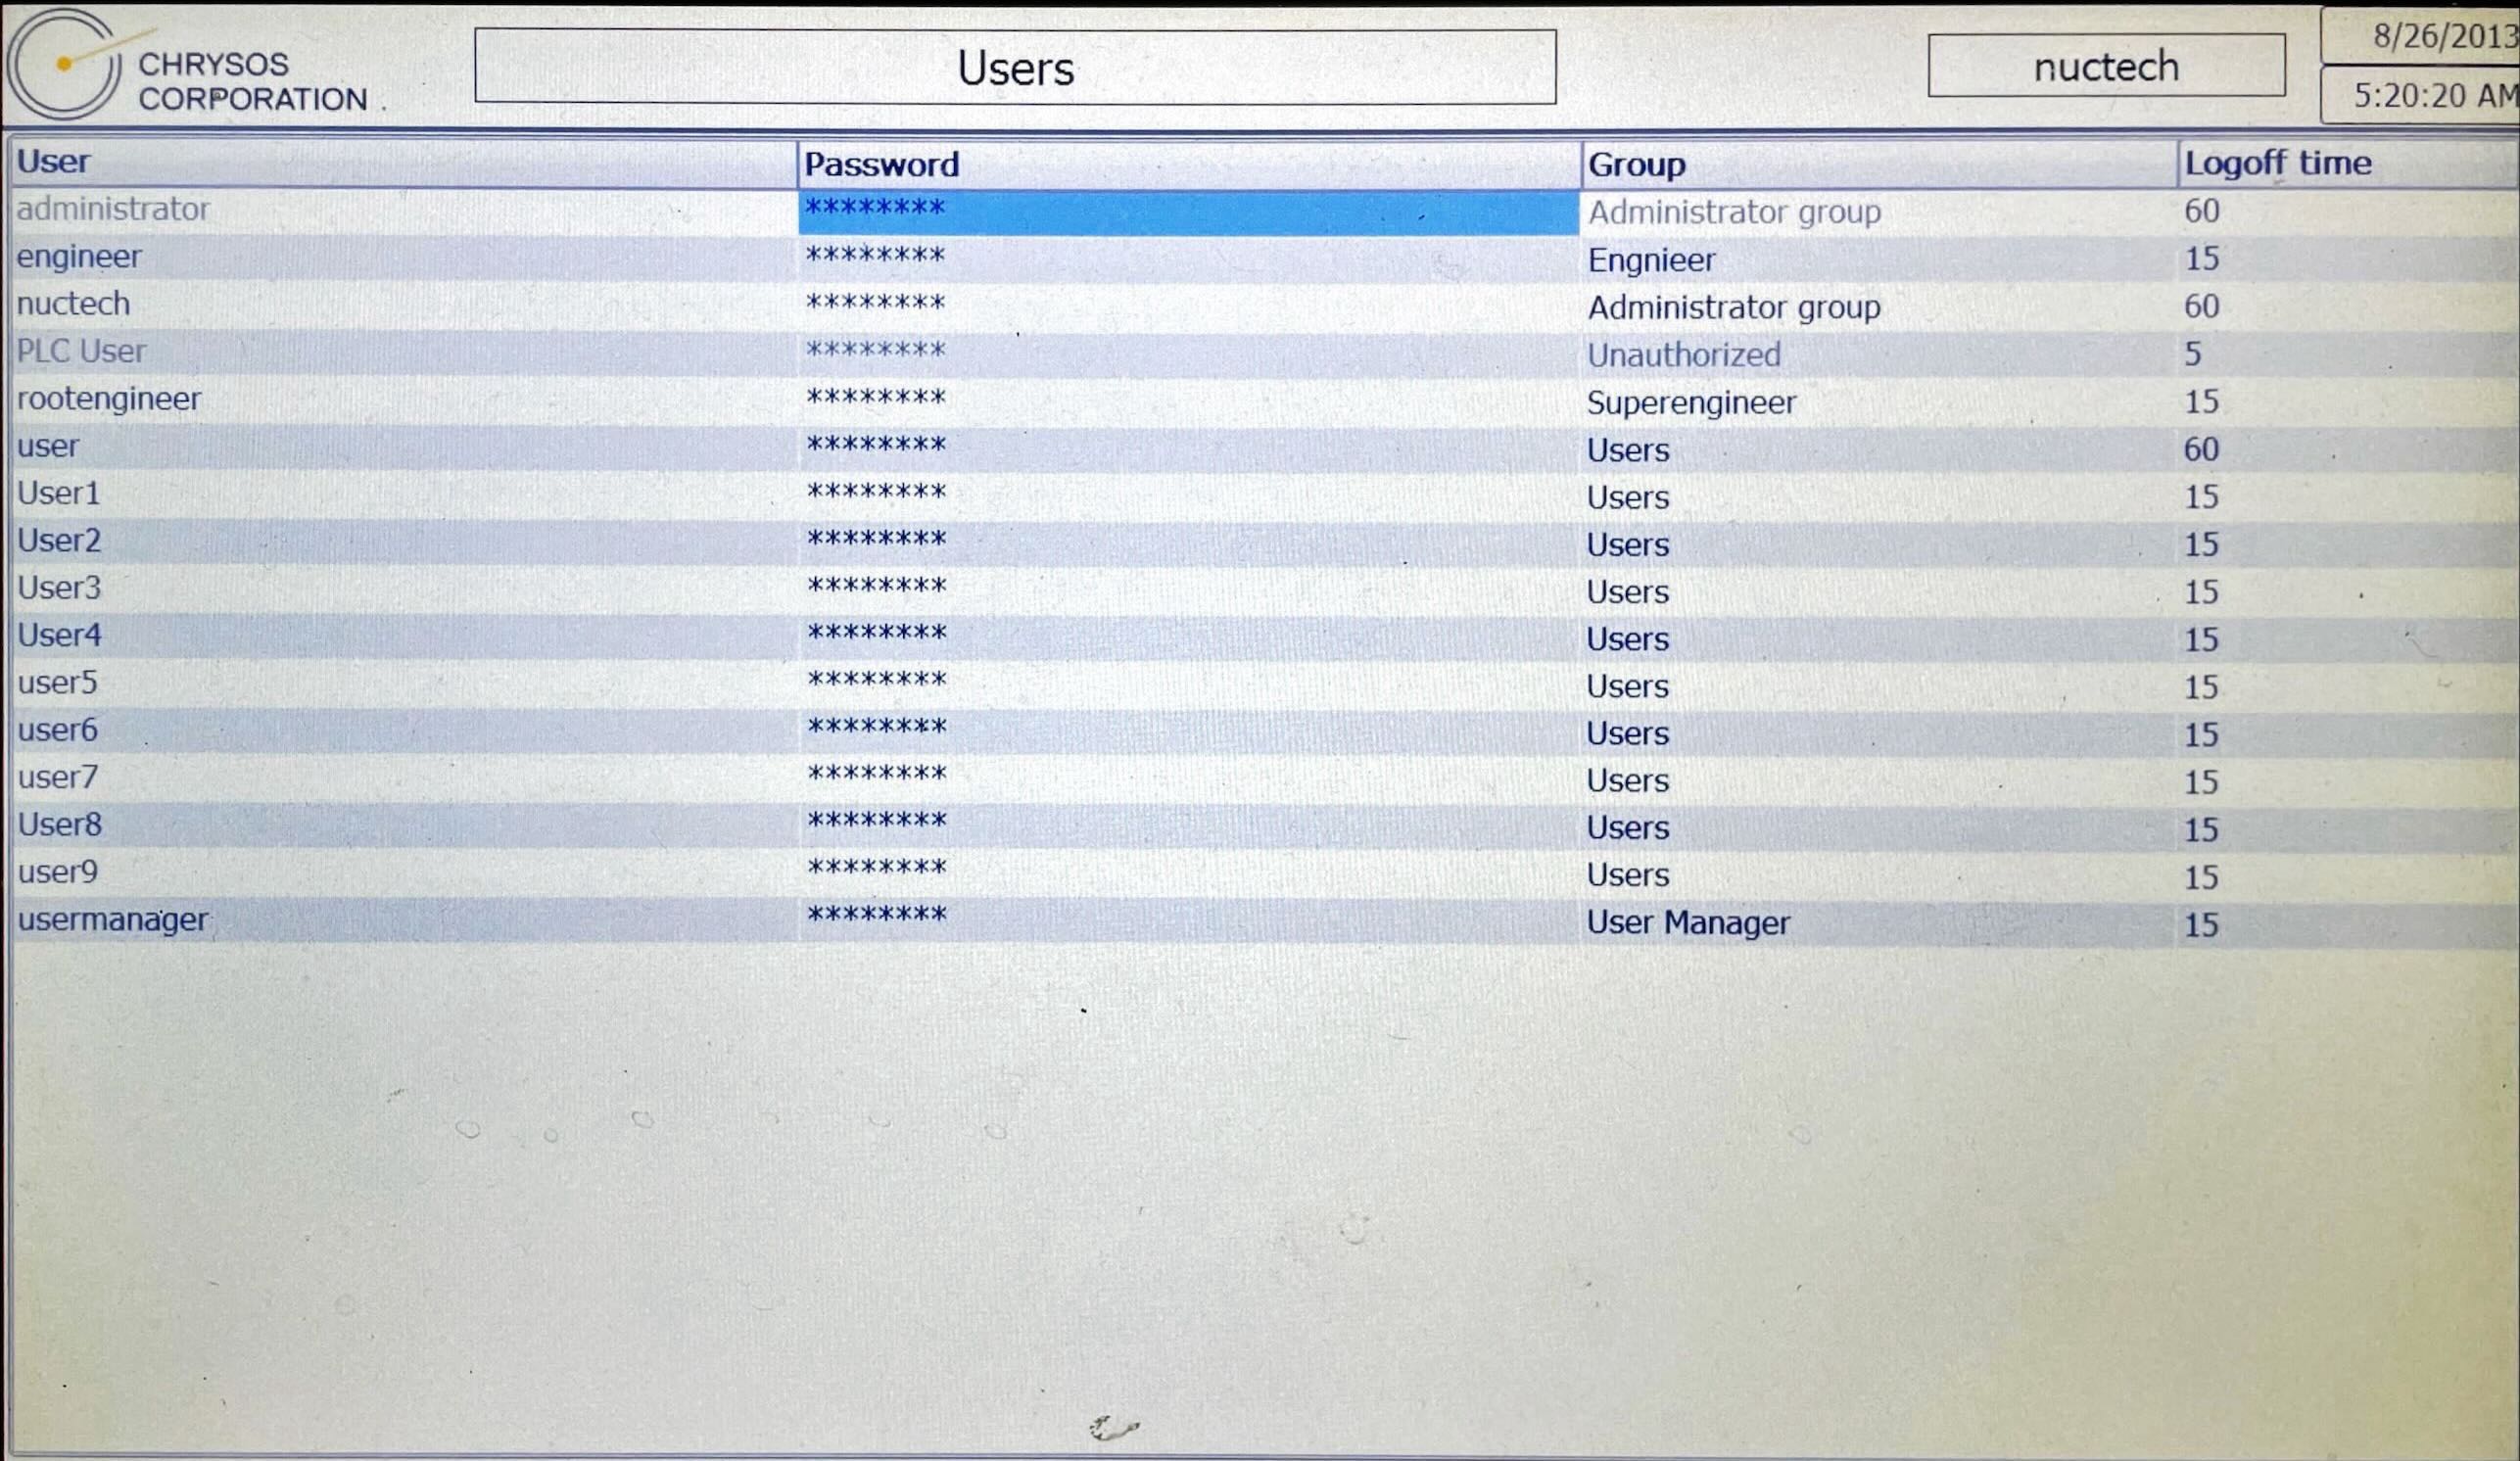 CHRYSOS
CORPORATION
Users
nuctech
8/26/2013
5:20:20 AM
User Password Group Logoff time
administrator ******** Administrator group 60
engineer ******** Engnieer 15
nuctech ******** Administrator group 60
PLC User ******** Unauthorized 5
rootengineer ******** Superengineer 15
user ******** Users 60
User1 ******** Users 15
User2 ******** Users 15
User3 ******** Users 15
User4 ******** Users 15
user5 ******** Users 15
user6 ******** Users 15
user7 ******** Users 15
User8 ******** Users 15
user9 ******** Users 15
usermanager ******** User Manager 15